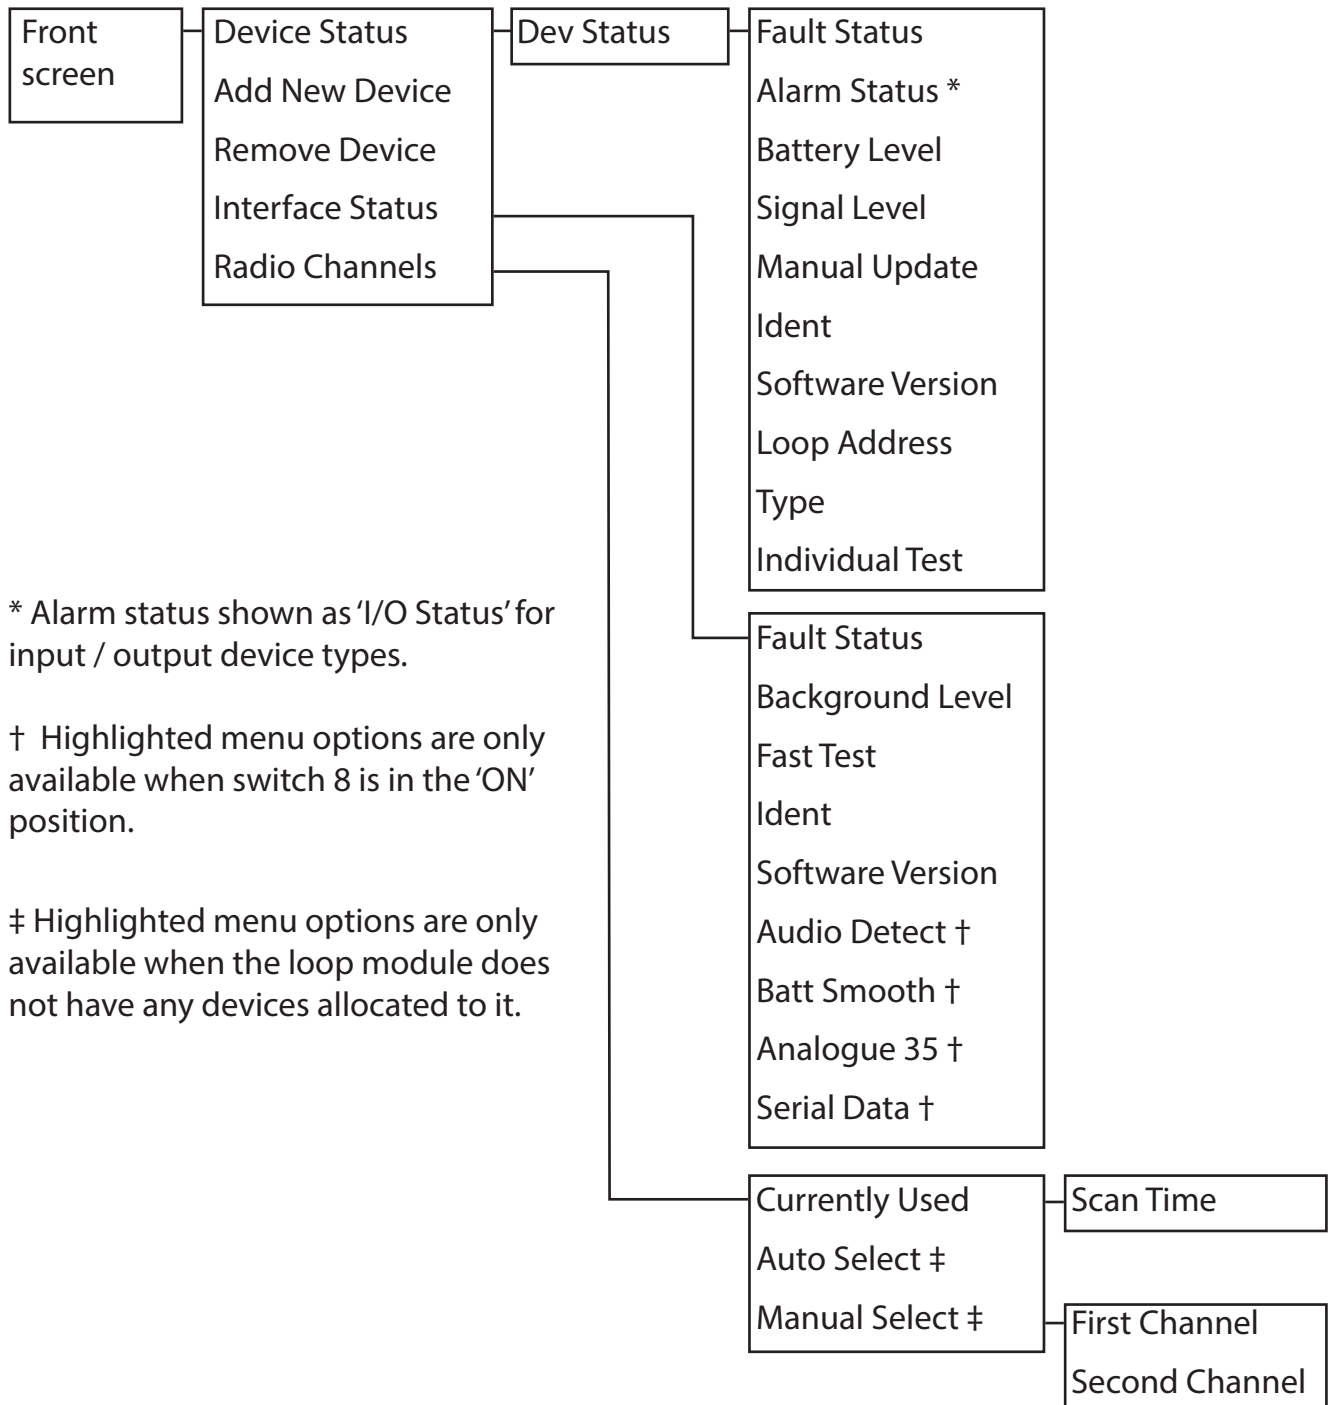 Front
screen
Device Status
Add New Device
Remove Device
Interface Status
Radio Channels
Dev Status
Fault Status
Alarm Status *
Battery Level
Signal Level
Manual Update
Ident
Software Version
Loop Address
Type
Individual Test
* Alarm status shown as ‘I/O Status’ for
input / output device types.
† Highlighted menu options are only
available when switch 8 is in the ‘ON’
position.
‡ Highlighted menu options are only
available when the loop module does
not have any devices allocated to it.
Fault Status
Background Level
Fast Test
Ident
Software Version
Audio Detect †
Batt Smooth †
Analogue 35 †
Serial Data †
Currently Used
Auto Select ‡
Manual Select ‡
Scan Time
First Channel
Second Channel